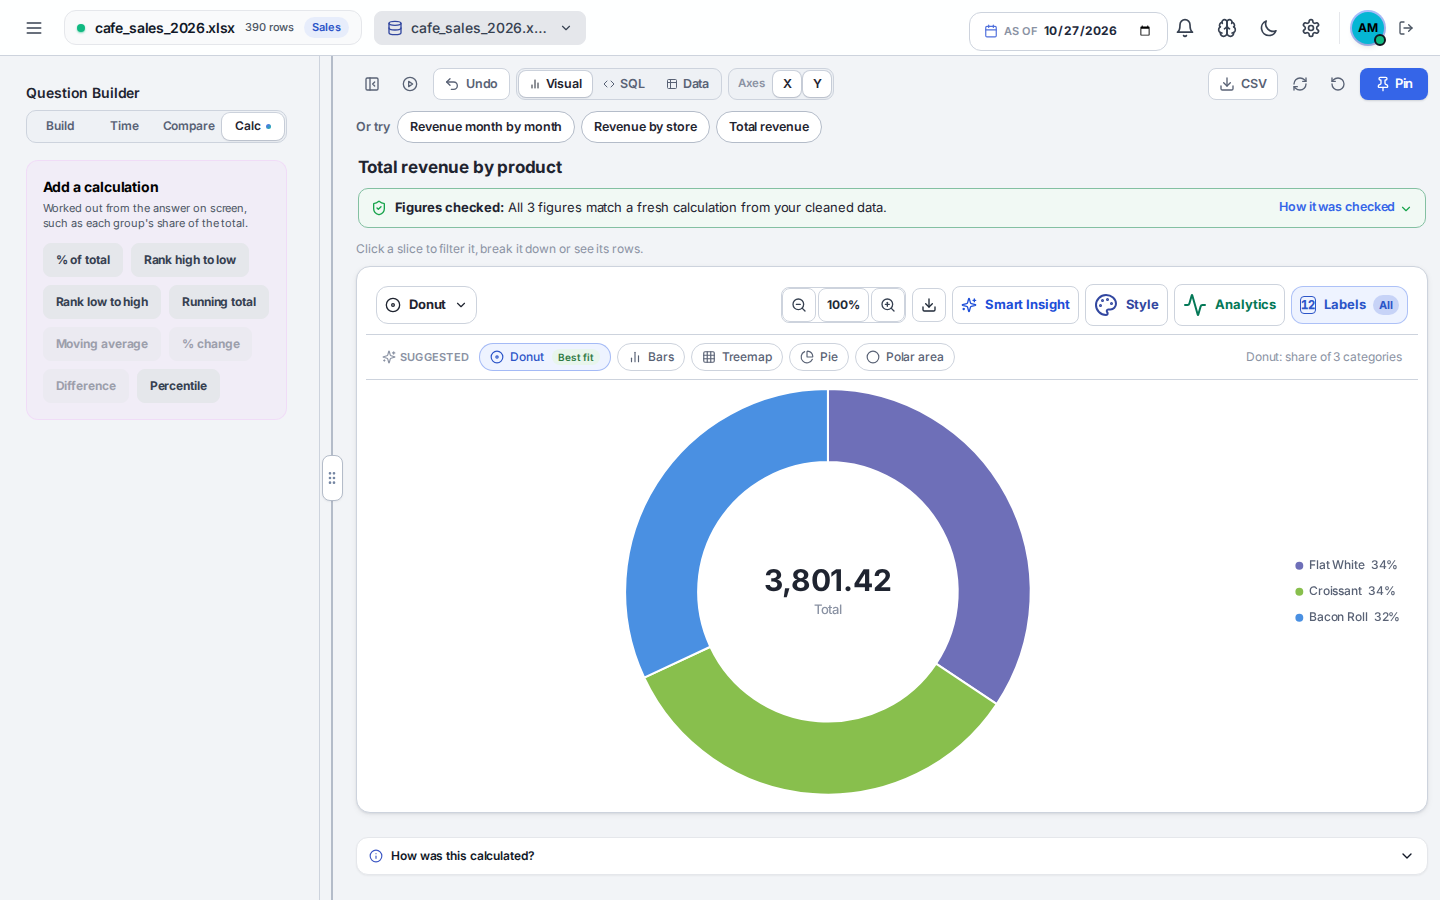 cafe_sales_2026.xlsx 390 rows Sales
cafe_sales_2026.x...
AS OF 10/27/2026
AM
Question Builder
Build Time Compare Calc
Add a calculation
Worked out from the answer on screen,
such as each group's share of the total.
% of total
Rank high to low
Rank low to high
Running total
Moving average
% change
Difference
Percentile
Undo
Visual SQL Data
Axes X Y
CSV
Pin
Or try Revenue month by month Revenue by store Total revenue
Total revenue by product
Figures checked: All 3 figures match a fresh calculation from your cleaned data.
How it was checked
Click a slice to filter it, break it down or see its rows.
Donut
100%
Smart Insight
Style
Analytics
12 Labels All
SUGGESTED Donut Best fit Bars Treemap Pie Polar area
Donut: share of 3 categories
3,801.42
Total
Flat White 34%
Croissant 34%
Bacon Roll 32%
How was this calculated?